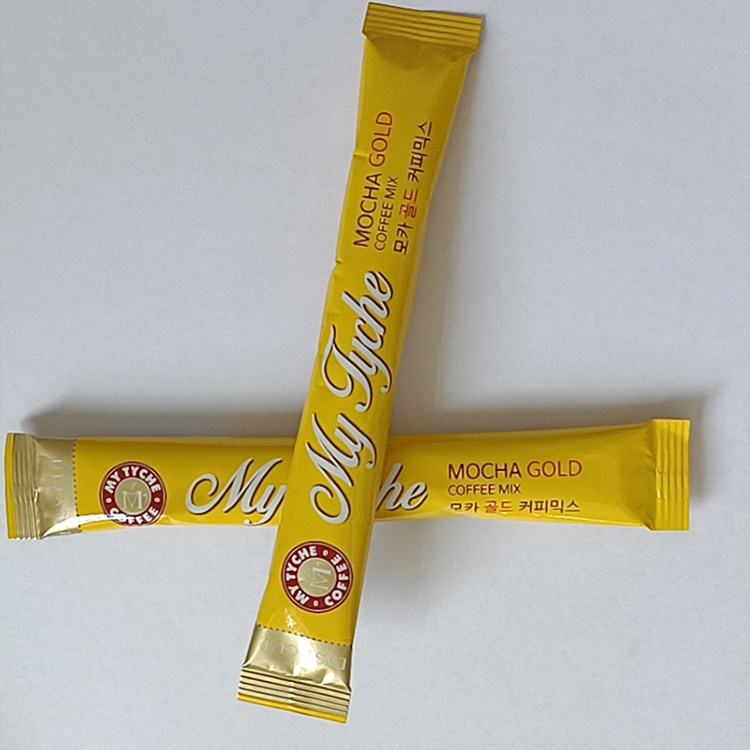 MOCHA GOLD
COFFEE MIX
모카 골드 커피믹스
My Tyche
MY TYCHE
COFFEE
M
MY TYCHE
COFFEE
M
My
he
MOCHA GOLD
COFFEE MIX
모카 골드 커피믹스